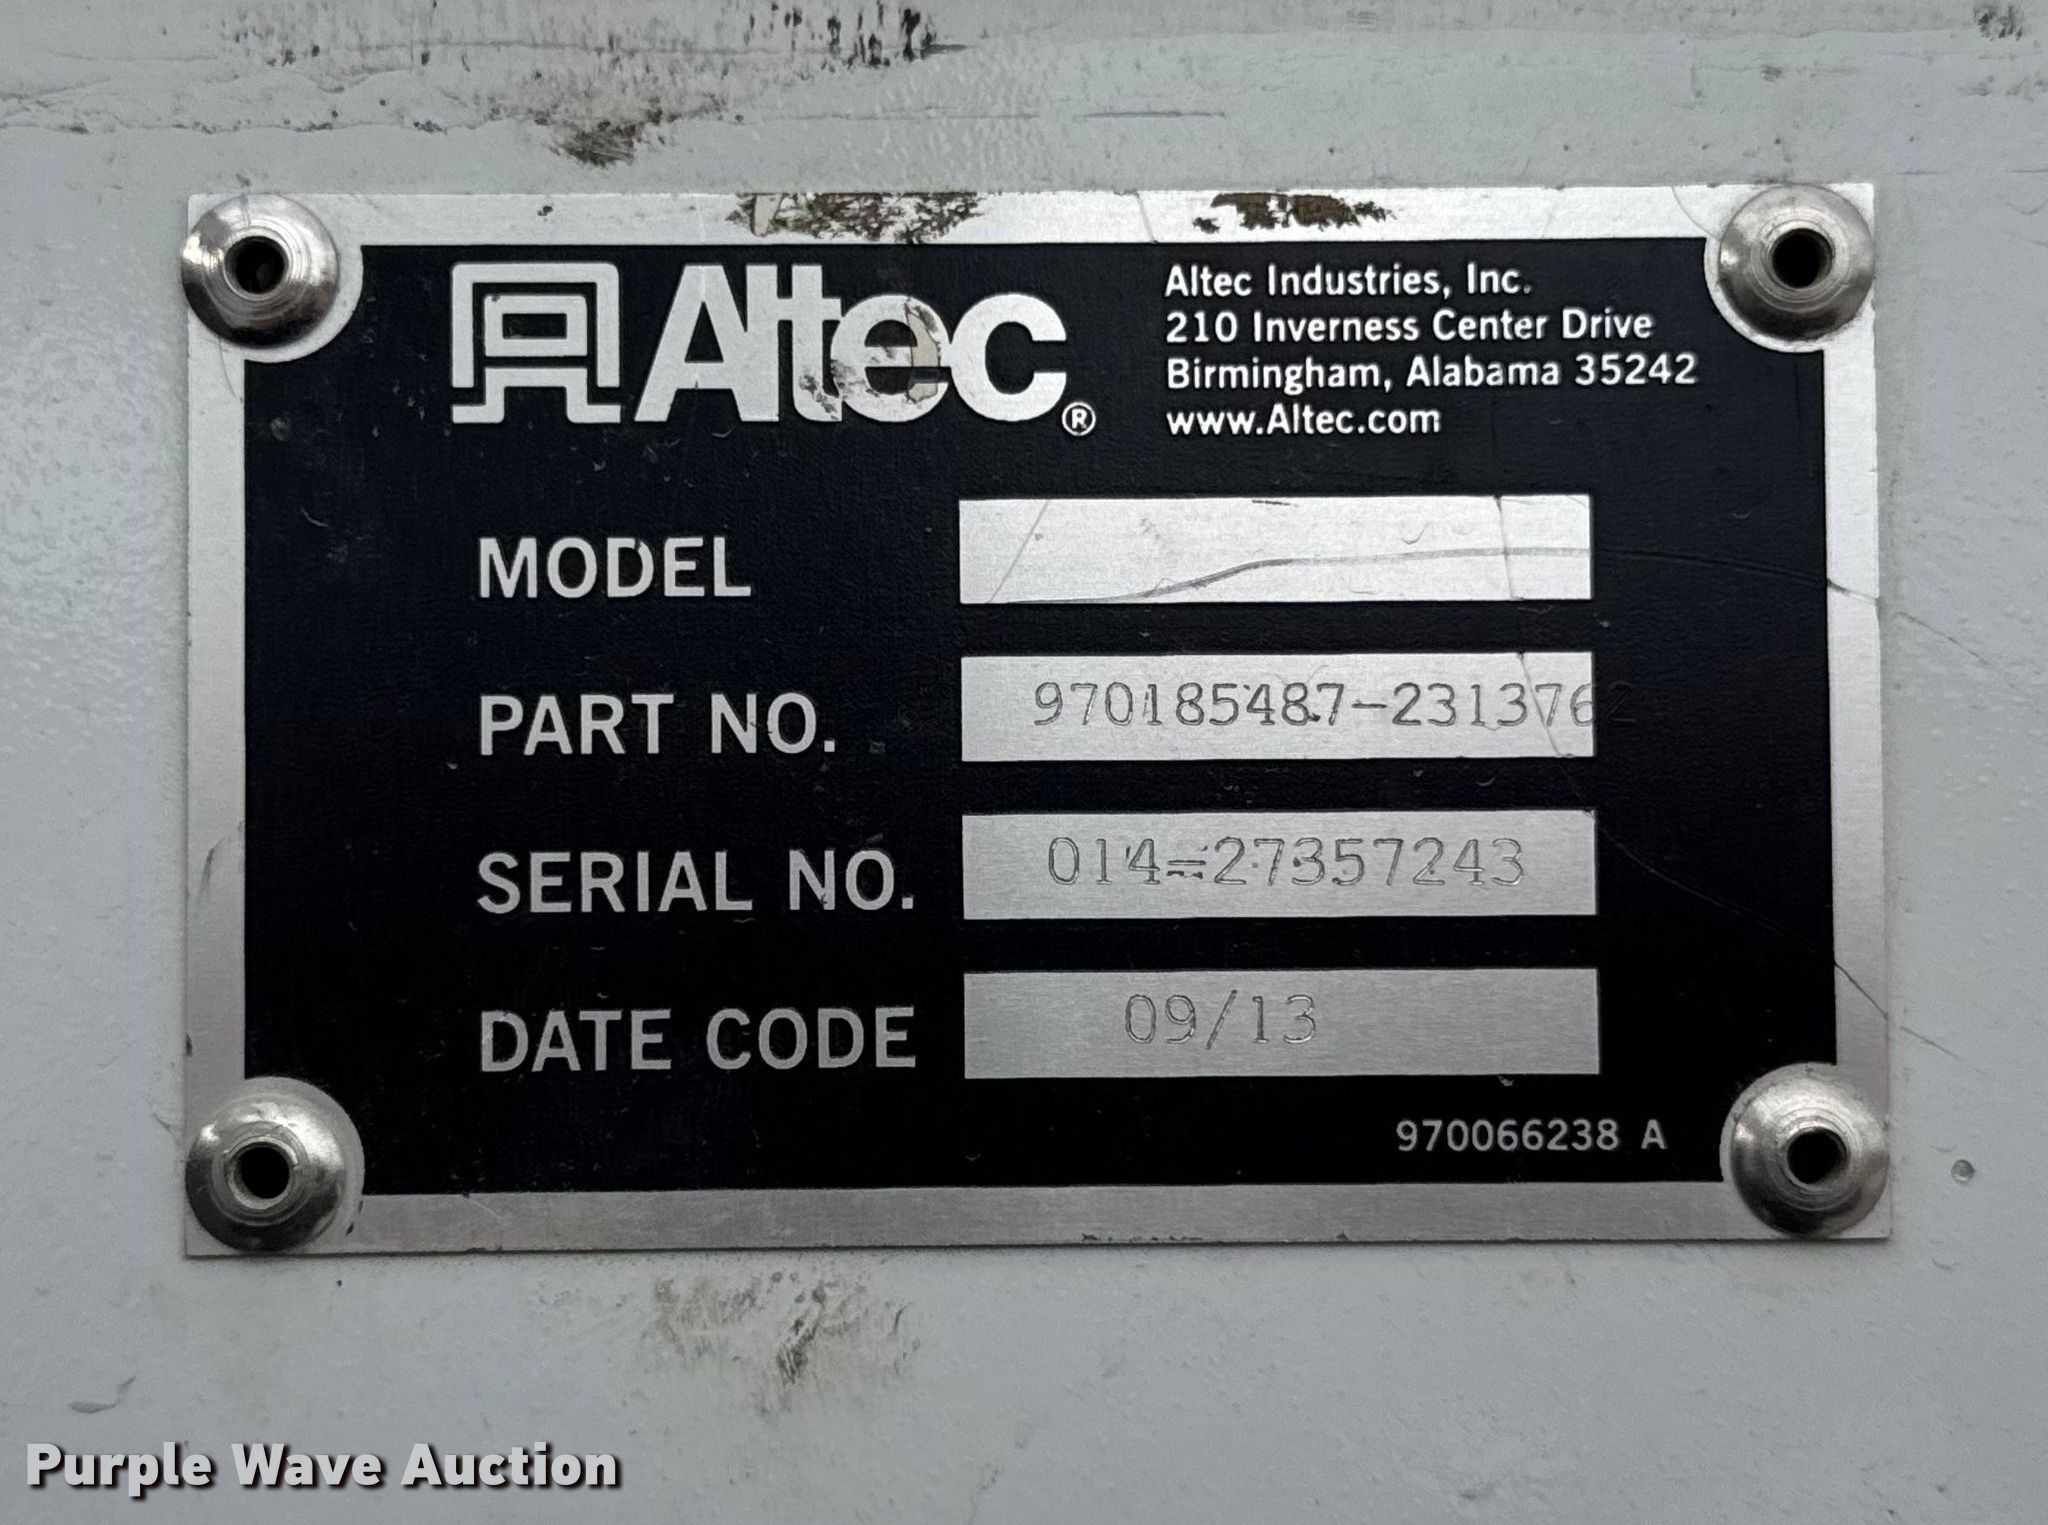 Altec®
Altec Industries, Inc.
210 Inverness Center Drive
Birmingham, Alabama 35242
www.Altec.com
MODEL
PART NO. 970185487-2313762
SERIAL NO. 014-27357243
DATE CODE 09/13
970066238 A
Purple Wave Auction